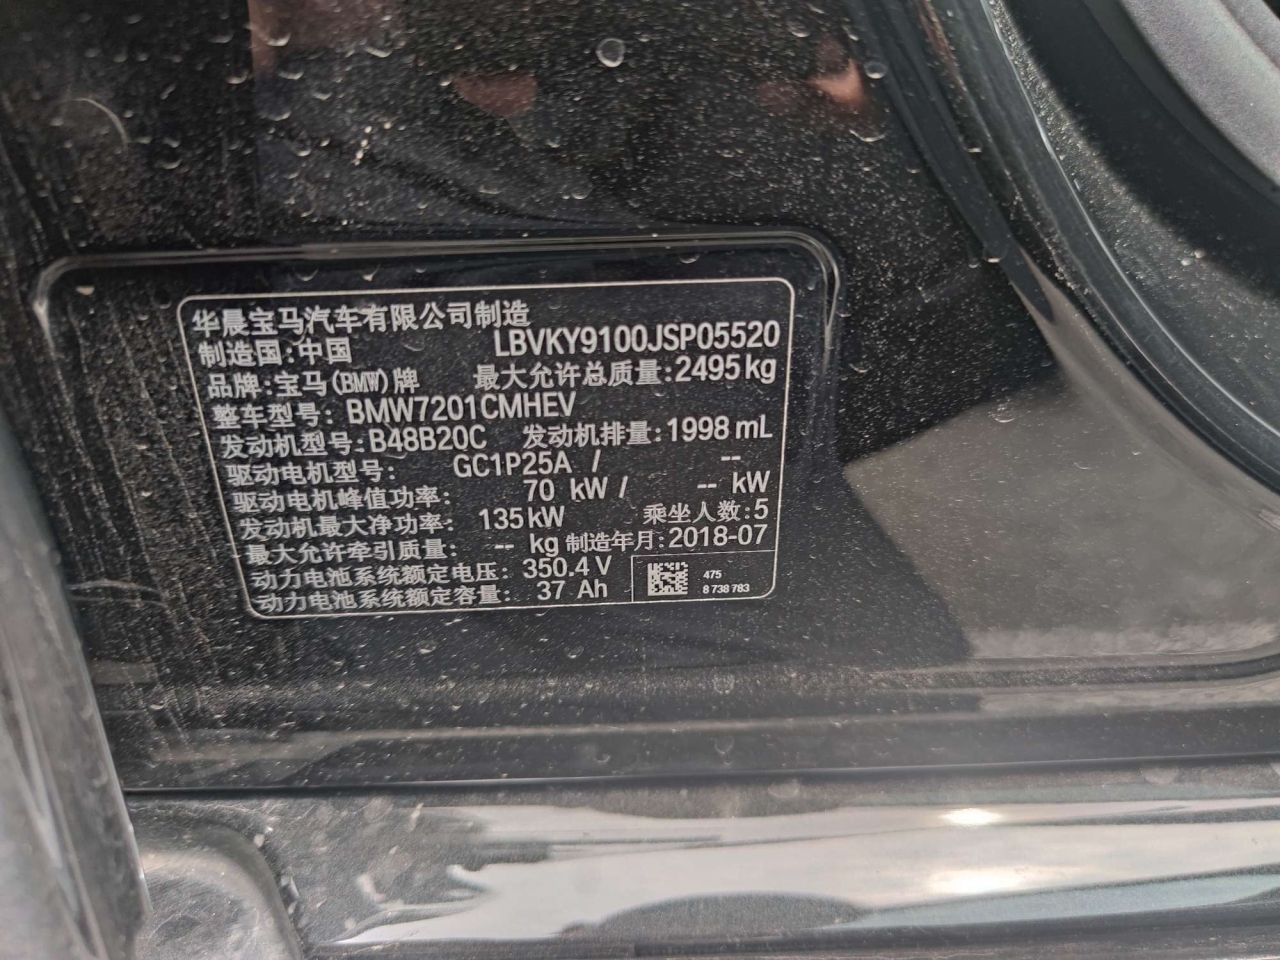 华晨宝马汽车有限公司制造
制造国:中国 LBVKY9100JSP05520
品牌:宝马(BMW)牌 最大允许总质量:2495kg
整车型号: BMW7201CMHEV
发动机型号:B48B20C 发动机排量:1998 mL
驱动电机型号: GC1P25A / --
驱动电机峰值功率: 70 kW / -- kW
发动机最大净功率: 135kW 乘坐人数:5
最大允许牵引质量: -- kg 制造年月:2018-07
动力电池系统额定电压: 350.4 V
动力电池系统额定容量: 37 Ah
475
8 738 783